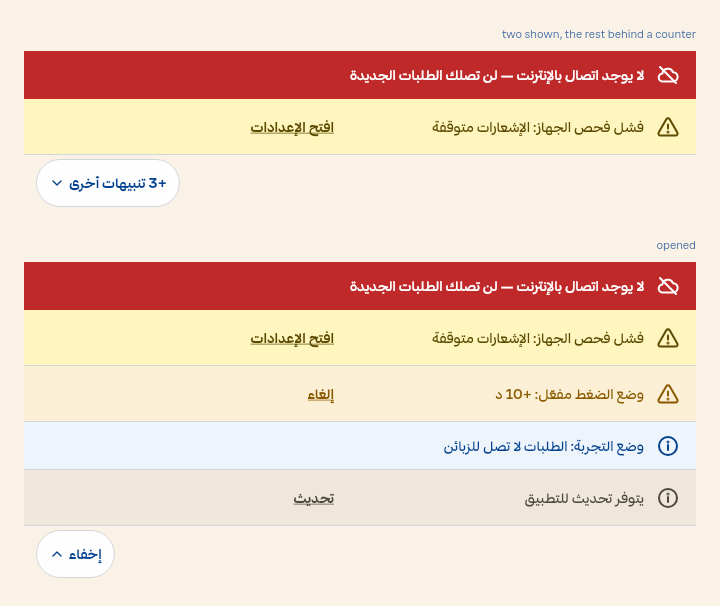 two shown, the rest behind a counter
لا يوجد اتصال بالإنترنت — لن تصلك الطلبات الجديدة
فشل فحص الجهاز: الإشعارات متوقفة افتح الإعدادات
+3 تنبيهات أخرى
opened
لا يوجد اتصال بالإنترنت — لن تصلك الطلبات الجديدة
فشل فحص الجهاز: الإشعارات متوقفة افتح الإعدادات
وضع الضغط مفعّل: +10 د إلغاء
وضع التجربة: الطلبات لا تصل للزبائن
يتوفر تحديث للتطبيق تحديث
إخفاء